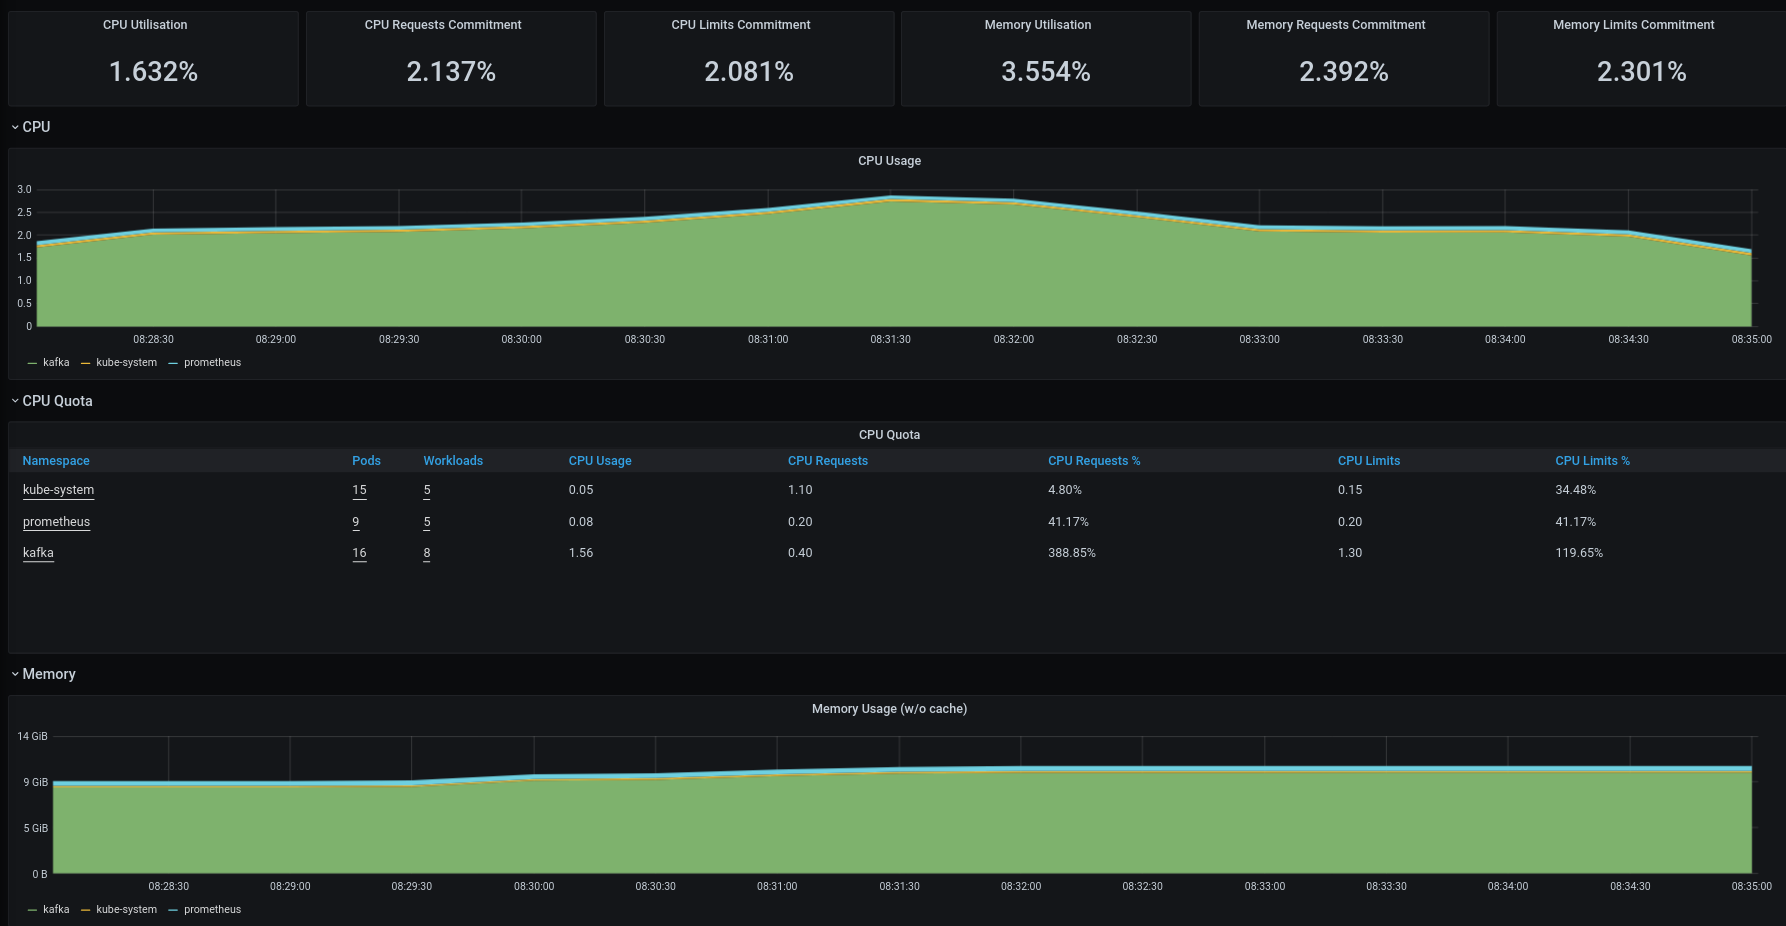 CPU Utilisation CPU Requests Commitment CPU Limits Commitment Memory Utilisation Memory Requests Commitment Memory Limits Commitment
1.632% 2.137% 2.081% 3.554% 2.392% 2.301%
CPU
CPU Usage
3.0
2.5
2.0
1.5
1.0
0.5
0
08:28:30 08:29:00 08:29:30 08:30:00 08:30:30 08:31:00 08:31:30 08:32:00 08:32:30 08:33:00 08:33:30 08:34:00 08:34:30 08:35:00
kafka kube-system prometheus
CPU Quota
CPU Quota
Namespace Pods Workloads CPU Usage CPU Requests CPU Requests % CPU Limits CPU Limits %
kube-system 15 5 0.05 1.10 4.80% 0.15 34.48%
prometheus 9 5 0.08 0.20 41.17% 0.20 41.17%
kafka 16 8 1.56 0.40 388.85% 1.30 119.65%
Memory
Memory Usage (w/o cache)
14 GiB
9 GiB
5 GiB
0 B
08:28:30 08:29:00 08:29:30 08:30:00 08:30:30 08:31:00 08:31:30 08:32:00 08:32:30 08:33:00 08:33:30 08:34:00 08:34:30 08:35:00
kafka kube-system prometheus